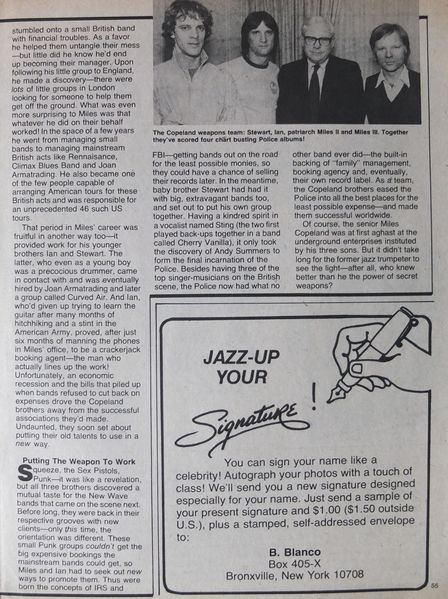 stumbled onto a small British band
with financial troubles. As a favor
he helped them untangle their mess
—but little did he know he'd end
up becoming their manager. Upon
following his little group to England,
he made a discovery—there were
lots of little groups in London
looking for someone to help them
get off the ground. What was even
more surprising to Miles was that
whatever he did on their behalf
worked! In the space of a few years
he went from managing small
bands to managing mainstream
British acts like Rennaisance,
Climax Blues Band and Joan
Armatrading. He also became one
of the few people capable of
arranging American tours for these
British acts and was responsible for
an unprecedented 46 such US
tours.
That period in Miles' career was
fruitful in another way too—it
provided work for his younger
brothers Ian and Stewart. The
latter, who even as a young boy
was a precocious drummer, came
in contact with and was eventually
hired by Joan Armatrading and later
a group called Curved Air. And Ian,
who'd given up trying to learn the
guitar after many months of
hitchhiking and a stint in the
American Army, proved, after just
six months of manning the phones
in Miles' office, to be a crackerjack
booking agent—the man who
actually lines up the work!
Unfortunately, an economic
recession and the bills that piled up
when bands refused to cut back on
expenses drove the Copeland
brothers away from the successful
associations they'd made.
Undaunted, they soon set about
putting their old talents to use in a
new way.
Putting The Weapon To Work
Squeeze, the Sex Pistols,
Punk—it was like a revelation,
but all three brothers discovered a
mutual taste for the New Wave
bands that came on the scene next.
Before long, they were back in their
respective grooves with new
clients—only this time, the
orientation was different. These
small Punk groups couldn't get the
big expensive bookings the
mainstream bands could get, so
Miles and Ian had to seek out new
ways to promote them. Thus were
born the concepts of IRS and
The Copeland weapons team: Stewart, Ian, patriarch Miles II and Miles III. Together
they've scored four chart busting Police albums!
FBI—getting bands out on the road
for the least possible monies, so
they could have a chance of selling
their records later. In the meantime,
baby brother Stewart had had it
with big, extravagant bands too,
and set out to put his own group
together. Having a kindred spirit in
a vocalist named Sting (the two first
played back-ups together in a band
called Cherry Vanilla), it only took
the discovery of Andy Summers to
form the final incarnation of the
Police. Besides having three of the
top singer-musicians on the British
scene, the Police now had what no
other band ever did—the built-in
backing of "family" management,
booking agency and, eventually,
their own record label. As a team,
the Copeland brothers eased the
Police into all the best places for the
least possible expense—and made
them successful worldwide.
Of course, the senior Miles
Copeland was at first aghast at the
underground enterprises instituted
by his three sons. But it didn't take
long for the former jazz trumpeter to
see the light—after all, who knew
better than he the power of secret
weapons?
JAZZ-UP
YOUR
Signature!
You can sign your name like a
celebrity! Autograph your photos with a touch of
class! We'll send you a new signature designed
especially for your name. Just send a sample of
your present signature and $1.00 ($1.50 outside
U.S.), plus a stamped, self-addressed envelope
to:
B. Blanco
Box 405-X
Bronxville, New York 10708
55